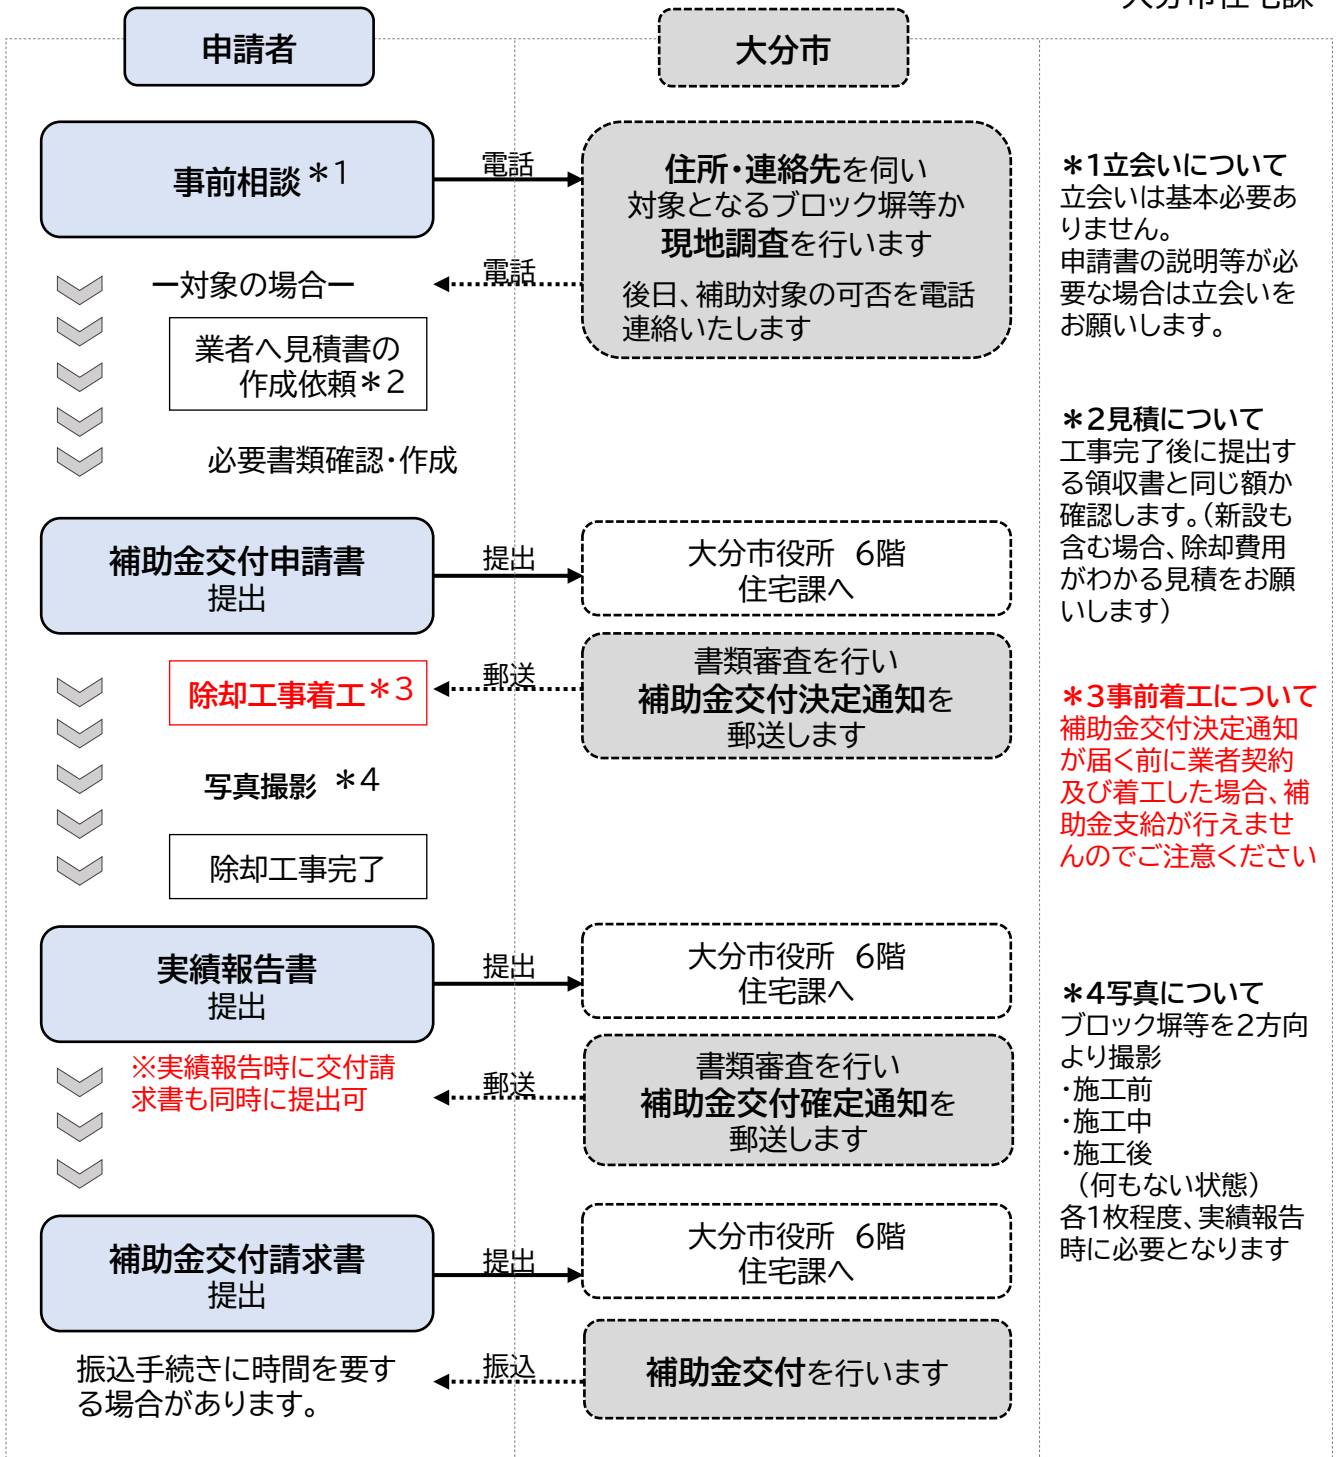 大分市住宅課
申請者
大分市
事前相談＊1
電話
住所・連絡先を伺い
対象となるブロック塀等か
現地調査を行います
後日、補助対象の可否を電話
連絡いたします
電話
ー対象の場合ー
業者へ見積書の
作成依頼＊2
必要書類確認・作成
補助金交付申請書
提出
提出
大分市役所 6階
住宅課へ
書類審査を行い
補助金交付決定通知を
郵送します
郵送
除却工事着工＊3
写真撮影 ＊4
除却工事完了
実績報告書
提出
提出
大分市役所 6階
住宅課へ
※実績報告時に交付請
求書も同時に提出可
郵送
書類審査を行い
補助金交付確定通知を
郵送します
補助金交付請求書
提出
提出
大分市役所 6階
住宅課へ
振込手続きに時間を要す
る場合があります。
振込
補助金交付を行います
＊1立会いについて
立会いは基本必要あ
りません。
申請書の説明等が必
要な場合は立会いを
お願いします。
＊2見積について
工事完了後に提出す
る領収書と同じ額か
確認します。（新設も
含む場合、除却費用
がわかる見積をお願
いします）
＊3事前着工について
補助金交付決定通知
が届く前に業者契約
及び着工した場合、補
助金支給が行えませ
んのでご注意ください
＊4写真について
ブロック塀等を2方向
より撮影
・施工前
・施工中
・施工後
（何もない状態）
各1枚程度、実績報告
時に必要となります